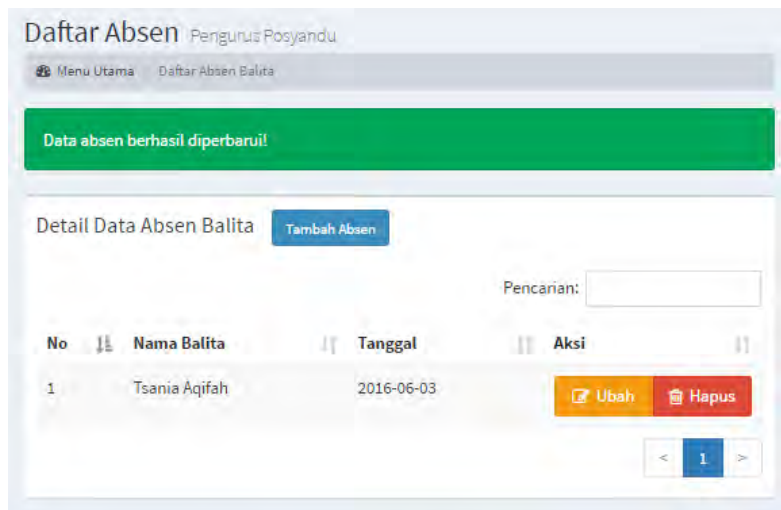 Daftar Absen Pengurus Posyandu
Menu Utama Daftar Absen Balita
Data absen berhasil diperbarui!
Detail Data Absen Balita Tambah Absen
Pencarian:
No Nama Balita Tanggal Aksi
1 Tsania Aqifah 2016-06-03 Ubah Hapus
< 1 >